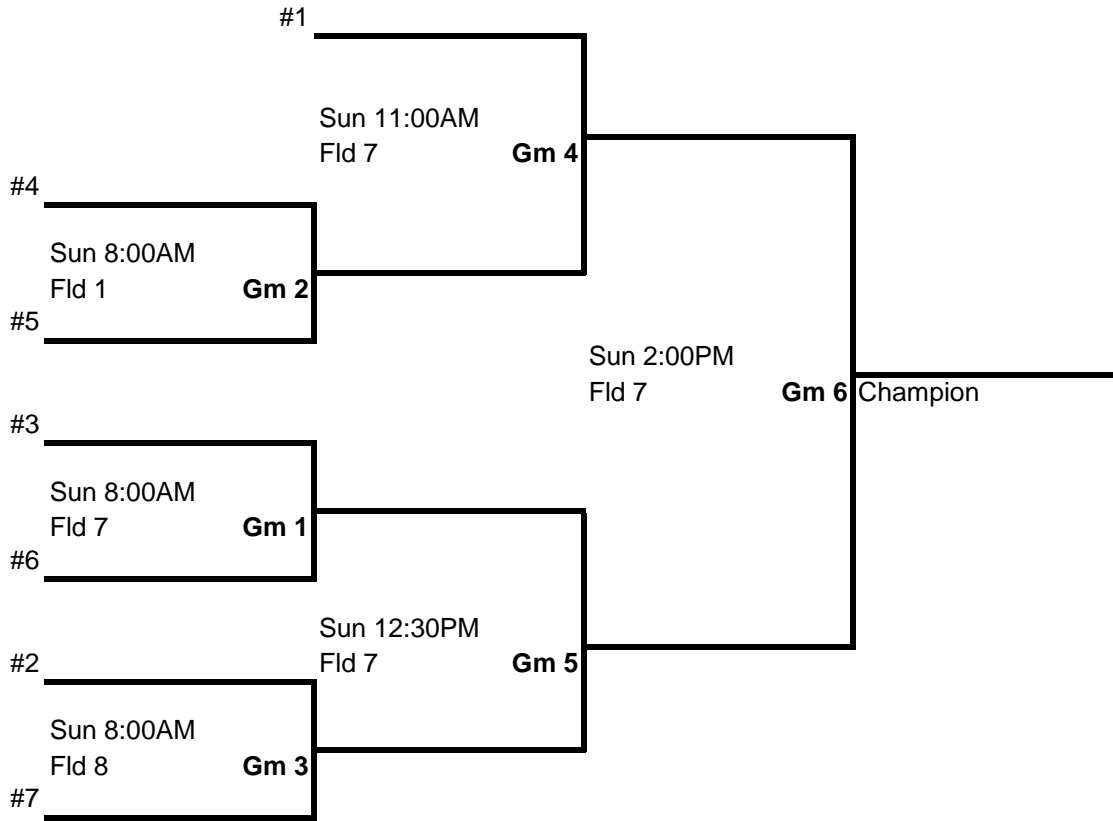 #1
Sun 11:00AM
Fld 7 Gm 4
#4
Sun 8:00AM
Fld 1 Gm 2
#5
Sun 2:00PM
Fld 7 Gm 6 Champion
#3
Sun 8:00AM
Fld 7 Gm 1
#6
Sun 12:30PM
Fld 7 Gm 5
#2
Sun 8:00AM
Fld 8 Gm 3
#7